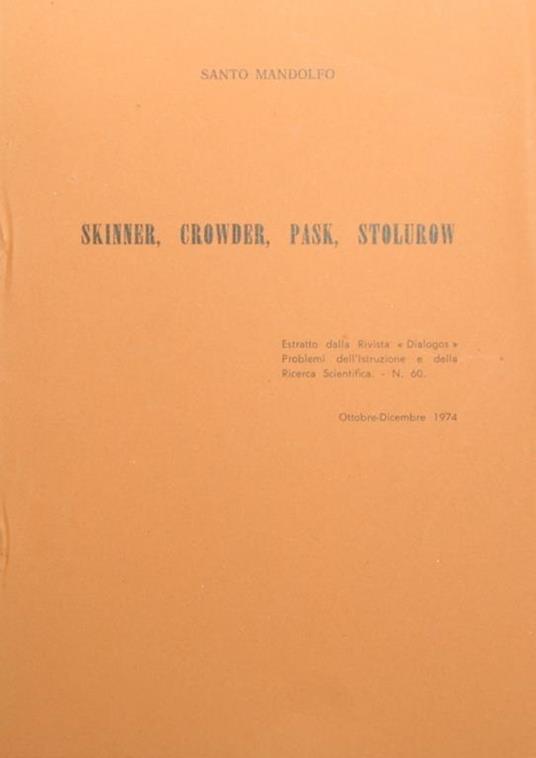 SANTO MANDOLFO
SKINNER, CROWDER, PASK, STOLUROW
Estratto dalla Rivista « Dialogos »
Problemi dell'Istruzione e della
Ricerca Scientifica. - N. 60.
Ottobre-Dicembre 1974